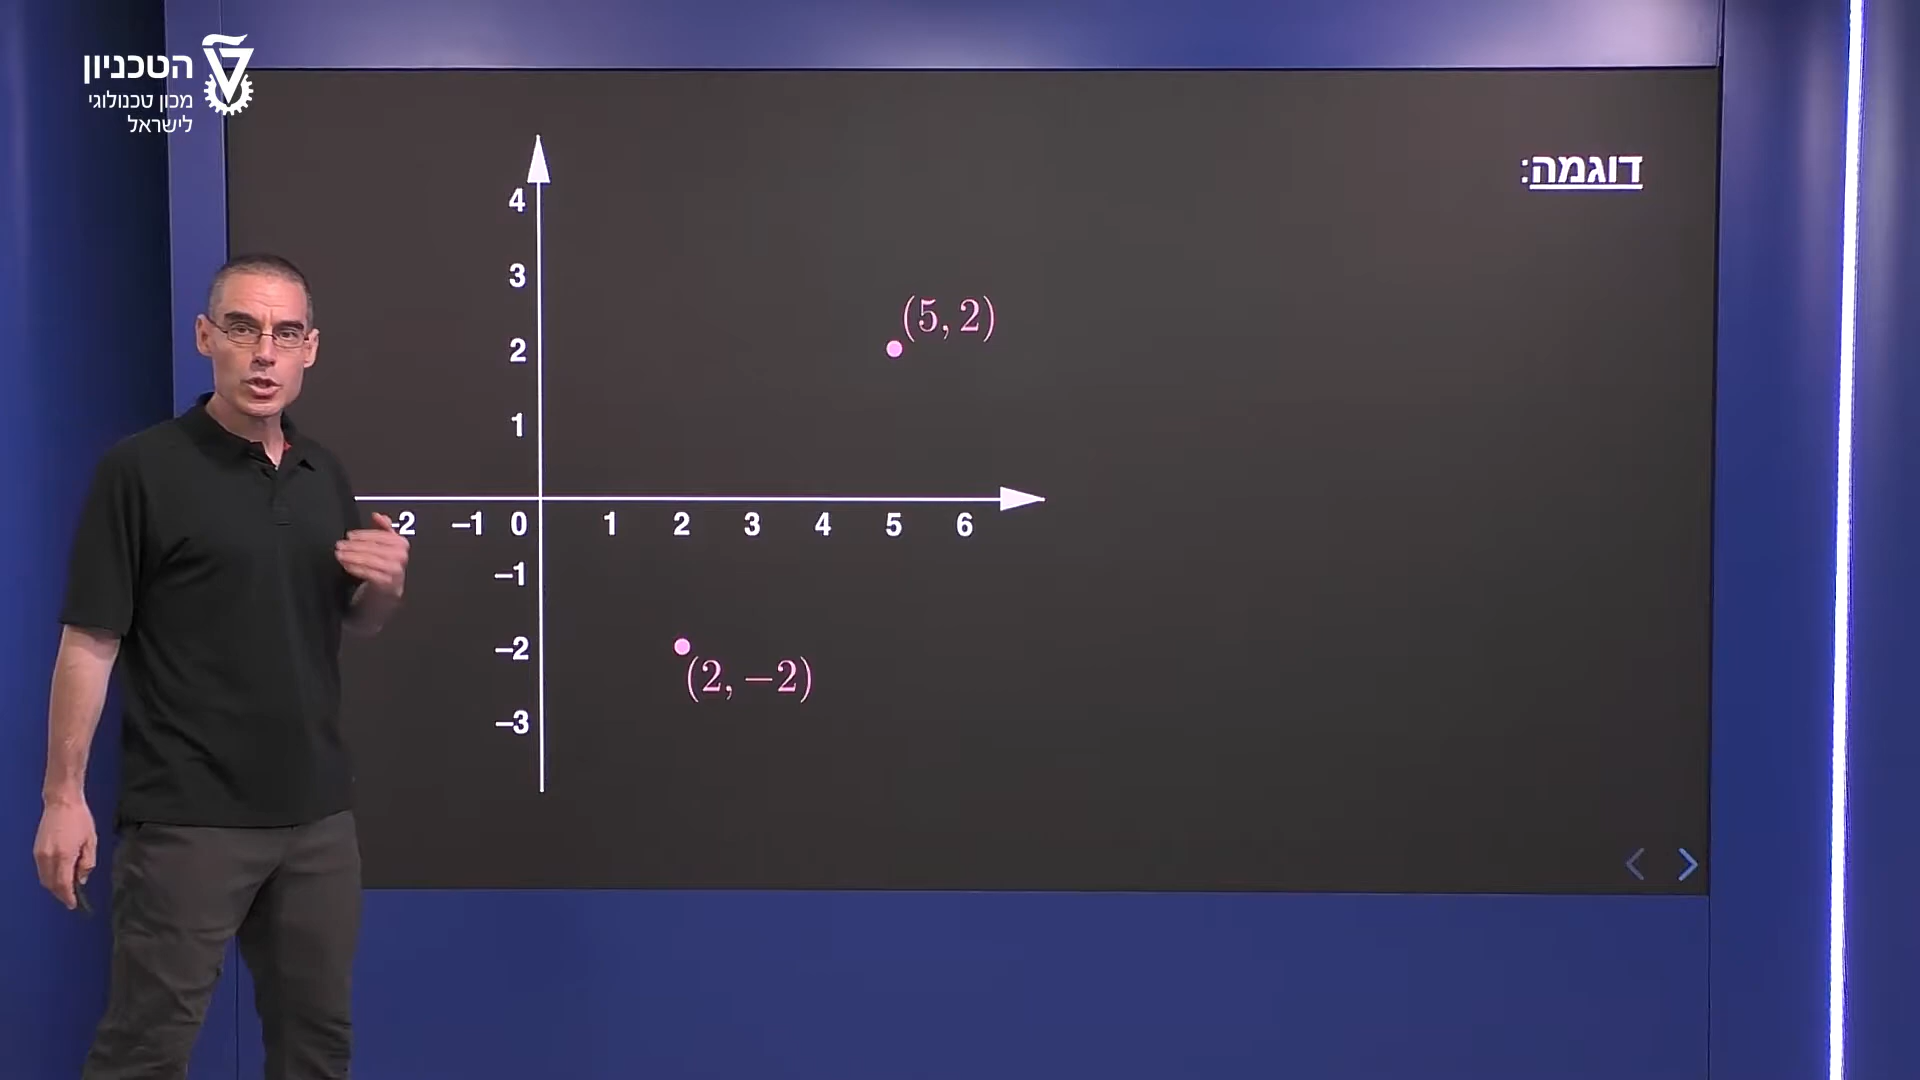 הטכניון
מכון טכנולוגי
לישראל
דוגמה:
4
3
(5, 2)
2
1
–2 –1 0 1 2 3 4 5 6
–1
–2
(2, −2)
–3